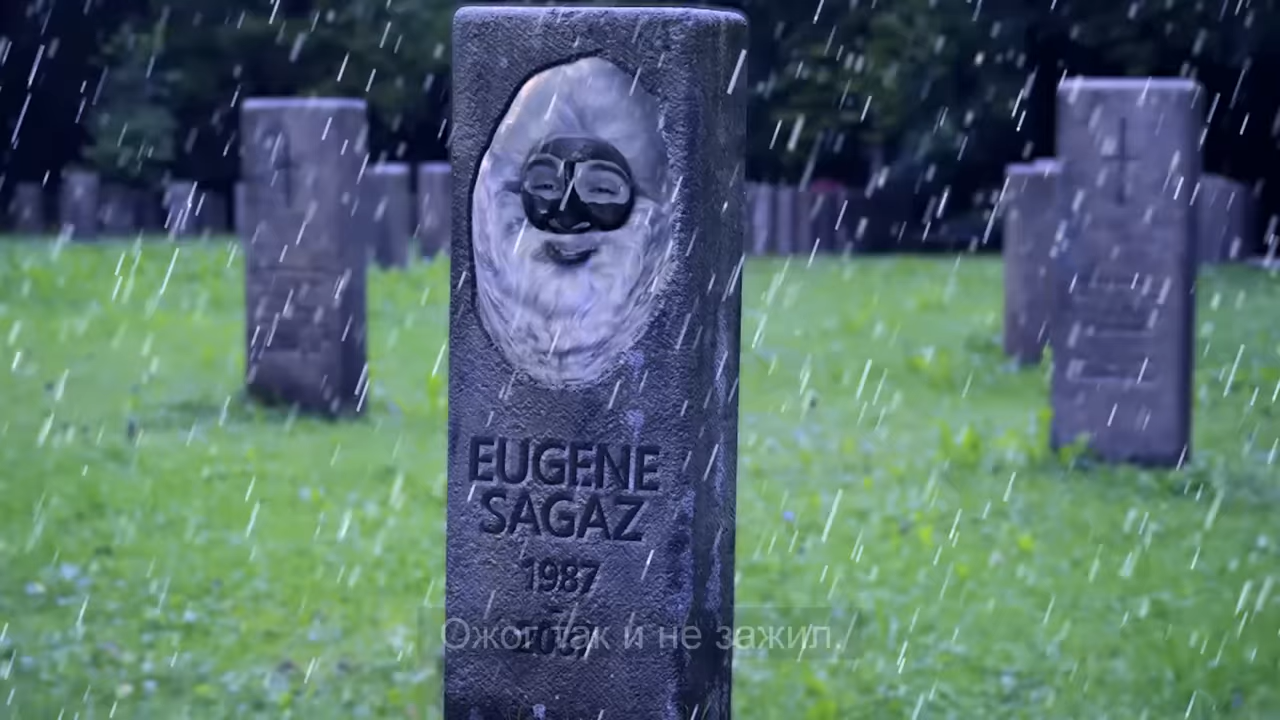 EUGENE
SAGAZ
1987
-
Ожог так и не зажил.